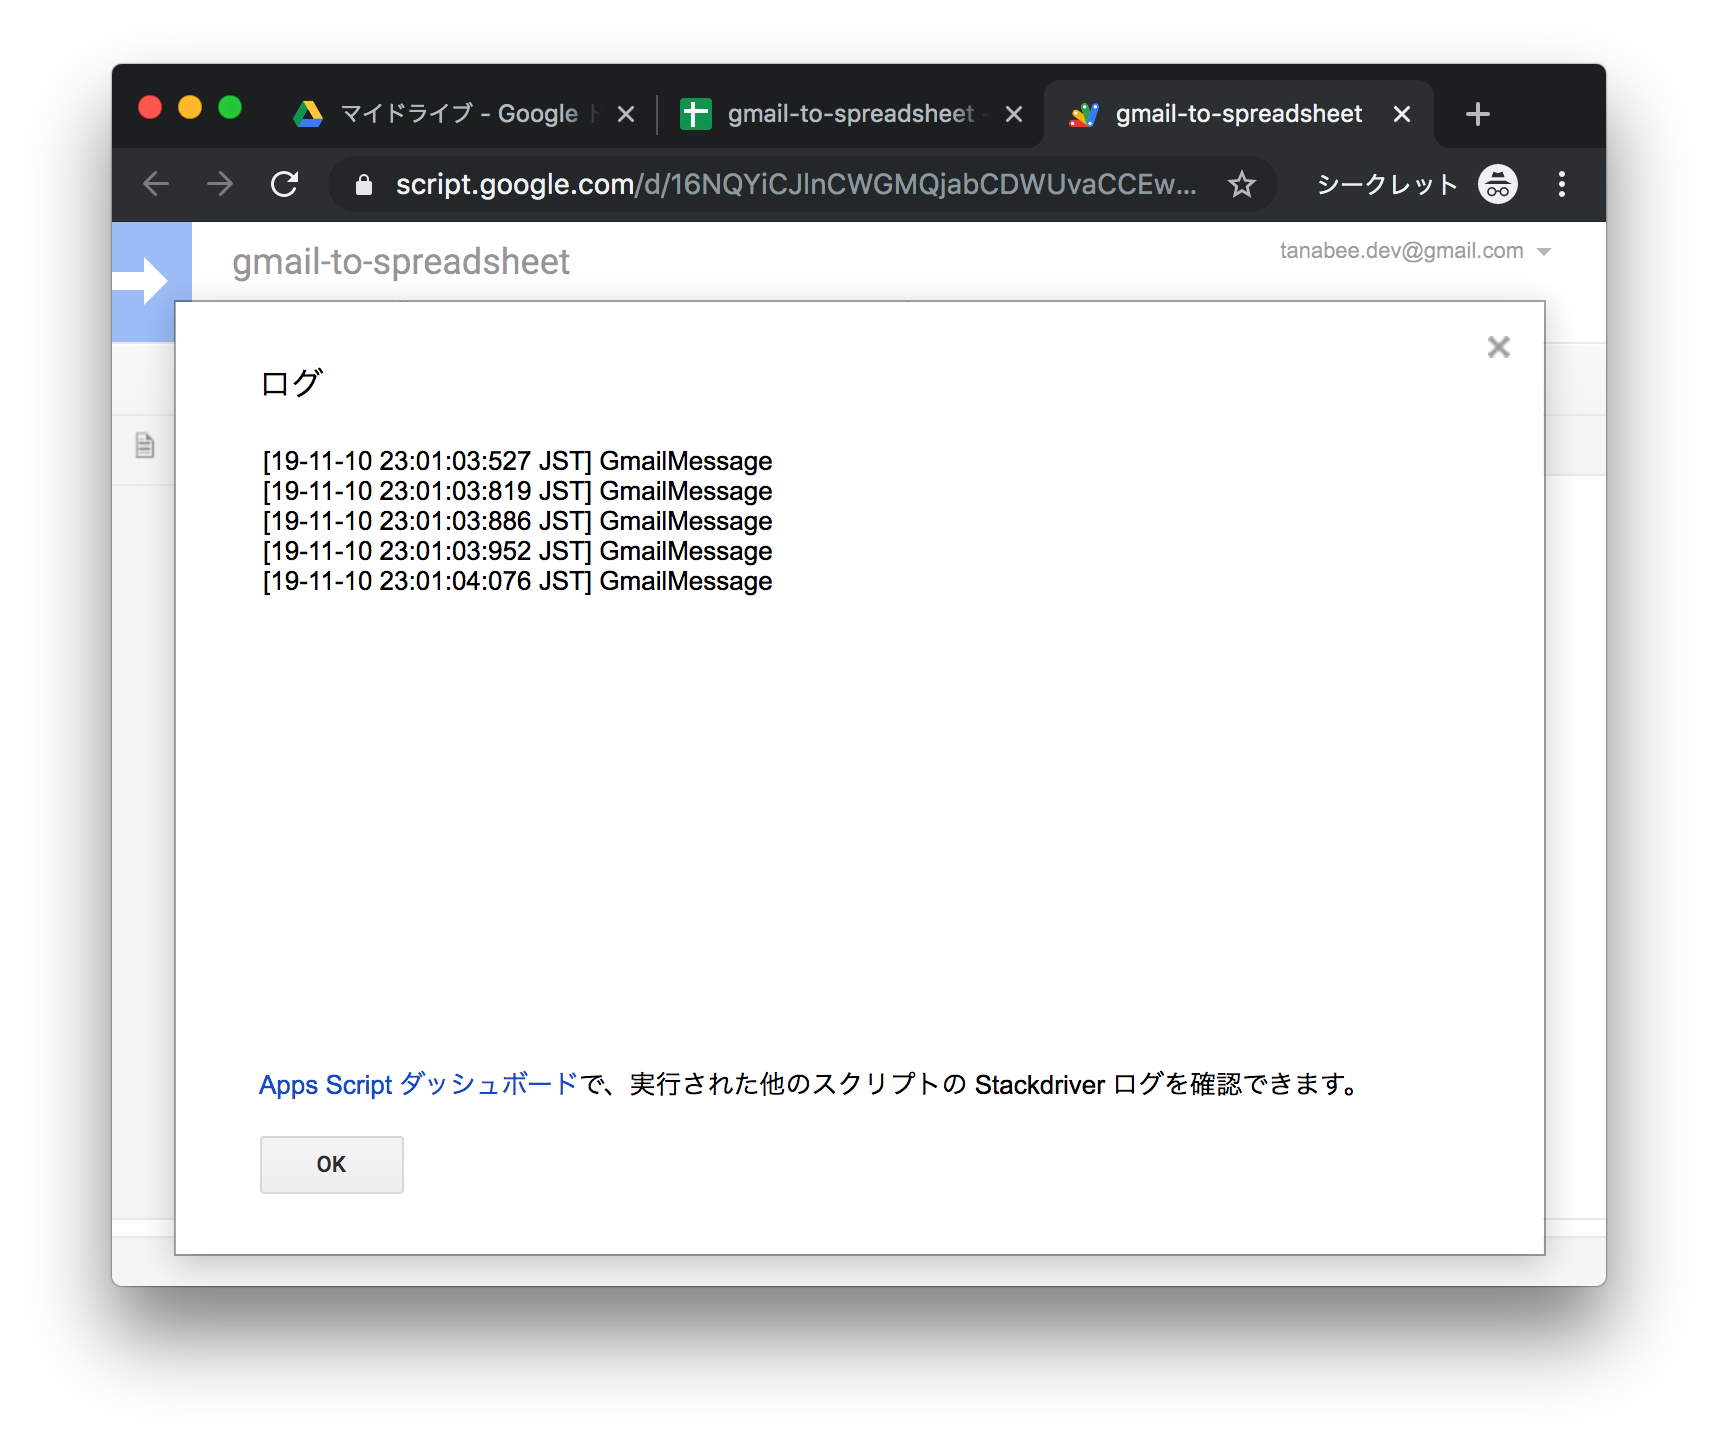 マイドライブ - Google ド
gmail-to-spreadsheet -
gmail-to-spreadsheet
script.google.com/d/16NQYiCJlnCWGMQjabCDWUvaCCEw...
シークレット
gmail-to-spreadsheet
tanabee.dev@gmail.com
ログ
[19-11-10 23:01:03:527 JST] GmailMessage
[19-11-10 23:01:03:819 JST] GmailMessage
[19-11-10 23:01:03:886 JST] GmailMessage
[19-11-10 23:01:03:952 JST] GmailMessage
[19-11-10 23:01:04:076 JST] GmailMessage
Apps Script ダッシュボードで、実行された他のスクリプトの Stackdriver ログを確認できます。
OK